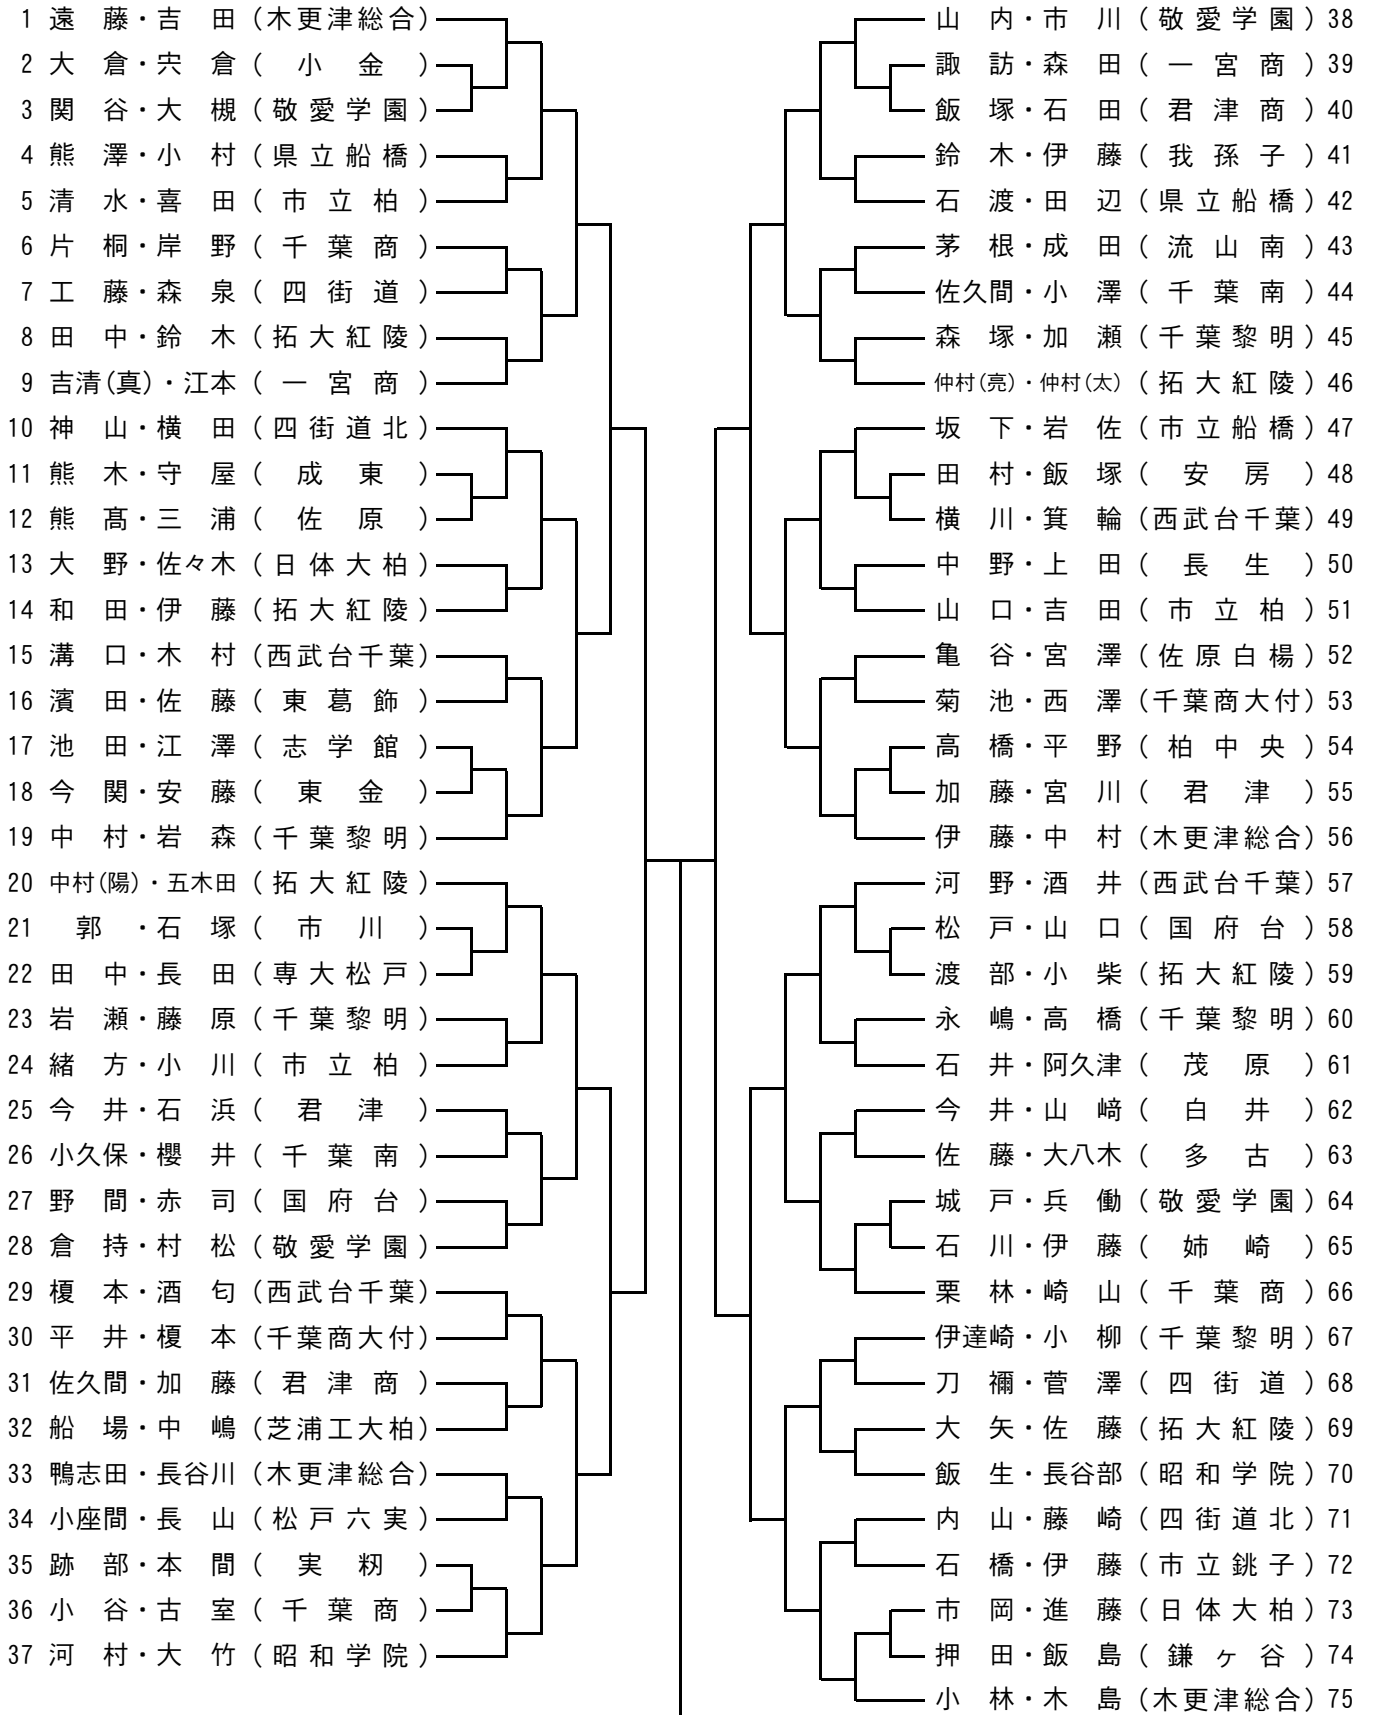 1 遠 藤・吉 田 (木更津総合)
2 大 倉・宍 倉 ( 小 金 )
3 関 谷・大 槻 (敬愛学園)
4 熊 澤・小 村 (県立船橋)
5 清 水・喜 田 (市立柏)
6 片 桐・岸 野 (千葉商)
7 工 藤・森 泉 (四街道)
8 田 中・鈴 木 (拓大紅陵)
9 吉清(真)・江本 (一宮商)
10 神 山・横 田 (四街道北)
11 熊 木・守 屋 ( 成 東 )
12 熊 髙・三 浦 ( 佐 原 )
13 大 野・佐々木 (日体大柏)
14 和 田・伊 藤 (拓大紅陵)
15 溝 口・木 村 (西武台千葉)
16 濱 田・佐 藤 (東葛飾)
17 池 田・江 澤 (志学館)
18 今 関・安 藤 ( 東 金 )
19 中 村・岩 森 (千葉黎明)
20 中村(陽)・五木田 (拓大紅陵)
21 郭 ・石 塚 ( 市 川 )
22 田 中・長 田 (専大松戸)
23 岩 瀬・藤 原 (千葉黎明)
24 緒 方・小 川 (市立柏)
25 今 井・石 浜 ( 君 津 )
26 小久保・櫻 井 (千葉南)
27 野 間・赤 司 (国府台)
28 倉 持・村 松 (敬愛学園)
29 榎 本・酒 匂 (西武台千葉)
30 平 井・榎 本 (千葉商大付)
31 佐久間・加 藤 (君津商)
32 船 場・中 嶋 (芝浦工大柏)
33 鴨志田・長谷川 (木更津総合)
34 小座間・長 山 (松戸六実)
35 跡 部・本 間 ( 実 籾 )
36 小 谷・古 室 (千葉商)
37 河 村・大 竹 (昭和学院)
山 内・市 川 (敬愛学園) 38
諏 訪・森 田 (一宮商) 39
飯 塚・石 田 (君津商) 40
鈴 木・伊 藤 (我孫子) 41
石 渡・田 辺 (県立船橋) 42
茅 根・成 田 (流山南) 43
佐久間・小 澤 (千葉南) 44
森 塚・加 瀬 (千葉黎明) 45
仲村(亮)・仲村(太) (拓大紅陵) 46
坂 下・岩 佐 (市立船橋) 47
田 村・飯 塚 ( 安 房 ) 48
横 川・箕 輪 (西武台千葉) 49
中 野・上 田 ( 長 生 ) 50
山 口・吉 田 (市立柏) 51
亀 谷・宮 澤 (佐原白楊) 52
菊 池・西 澤 (千葉商大付) 53
高 橋・平 野 (柏中央) 54
加 藤・宮 川 ( 君 津 ) 55
伊 藤・中 村 (木更津総合) 56
河 野・酒 井 (西武台千葉) 57
松 戸・山 口 (国府台) 58
渡 部・小 柴 (拓大紅陵) 59
永 嶋・高 橋 (千葉黎明) 60
石 井・阿久津 ( 茂 原 ) 61
今 井・山 﨑 ( 白 井 ) 62
佐 藤・大八木 ( 多 古 ) 63
城 戸・兵 働 (敬愛学園) 64
石 川・伊 藤 ( 姉 崎 ) 65
栗 林・崎 山 (千葉商) 66
伊達崎・小 柳 (千葉黎明) 67
刀 禰・菅 澤 (四街道) 68
大 矢・佐 藤 (拓大紅陵) 69
飯 生・長谷部 (昭和学院) 70
内 山・藤 崎 (四街道北) 71
石 橋・伊 藤 (市立銚子) 72
市 岡・進 藤 (日体大柏) 73
押 田・飯 島 (鎌ヶ谷) 74
小 林・木 島 (木更津総合) 75